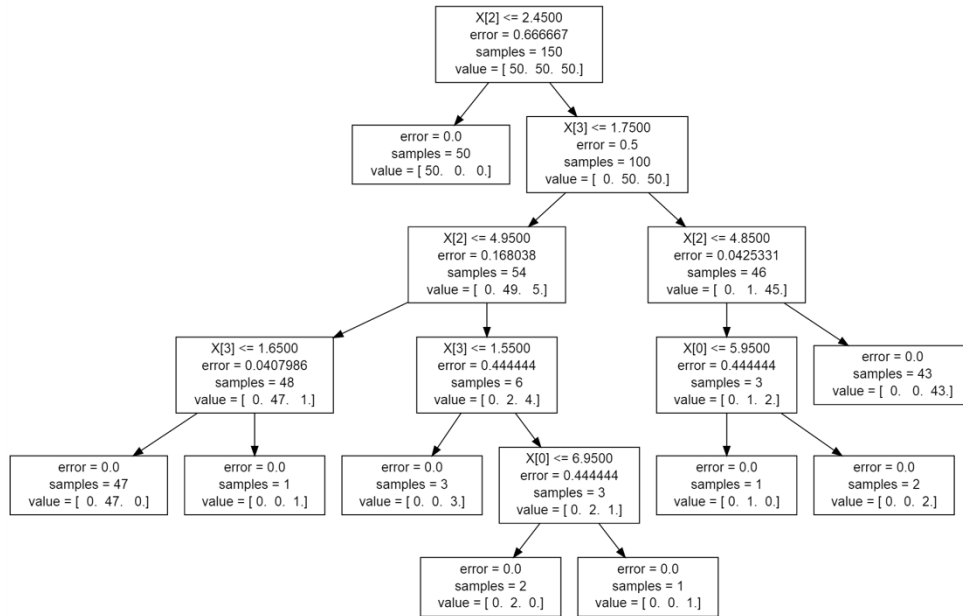 X[2] <= 2.4500
error = 0.666667
samples = 150
value = [ 50. 50. 50.]
error = 0.0
samples = 50
value = [ 50. 0. 0.]
X[3] <= 1.7500
error = 0.5
samples = 100
value = [ 0. 50. 50.]
X[2] <= 4.9500
error = 0.168038
samples = 54
value = [ 0. 49. 5.]
X[2] <= 4.8500
error = 0.0425331
samples = 46
value = [ 0. 1. 45.]
X[3] <= 1.6500
error = 0.0407986
samples = 48
value = [ 0. 47. 1.]
X[3] <= 1.5500
error = 0.444444
samples = 6
value = [ 0. 2. 4.]
X[0] <= 5.9500
error = 0.444444
samples = 3
value = [ 0. 1. 2.]
error = 0.0
samples = 43
value = [ 0. 0. 43.]
error = 0.0
samples = 47
value = [ 0. 47. 0.]
error = 0.0
samples = 1
value = [ 0. 0. 1.]
error = 0.0
samples = 3
value = [ 0. 0. 3.]
X[0] <= 6.9500
error = 0.444444
samples = 3
value = [ 0. 2. 1.]
error = 0.0
samples = 1
value = [ 0. 1. 0.]
error = 0.0
samples = 2
value = [ 0. 0. 2.]
error = 0.0
samples = 2
value = [ 0. 2. 0.]
error = 0.0
samples = 1
value = [ 0. 0. 1.]